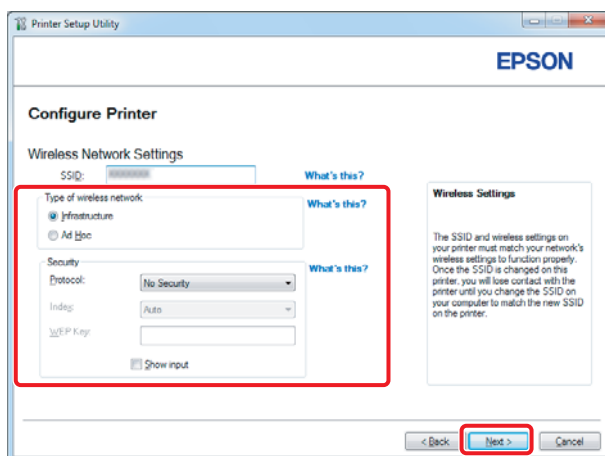 Printer Setup Utility
EPSON
Configure Printer
Wireless Network Settings
SSID:
What's this?
Type of wireless network
What's this?
Infrastructure
Ad Hoc
Security
What's this?
Protocol:
No Security
Index:
Auto
WEP Key:
Show input
Wireless Settings
The SSID and wireless settings on
your printer must match your network's
wireless settings to function properly.
Once the SSID is changed on this
printer, you will lose contact with the
printer until you change the SSID on
your computer to match the new SSID
on the printer.
< Back
Next >
Cancel